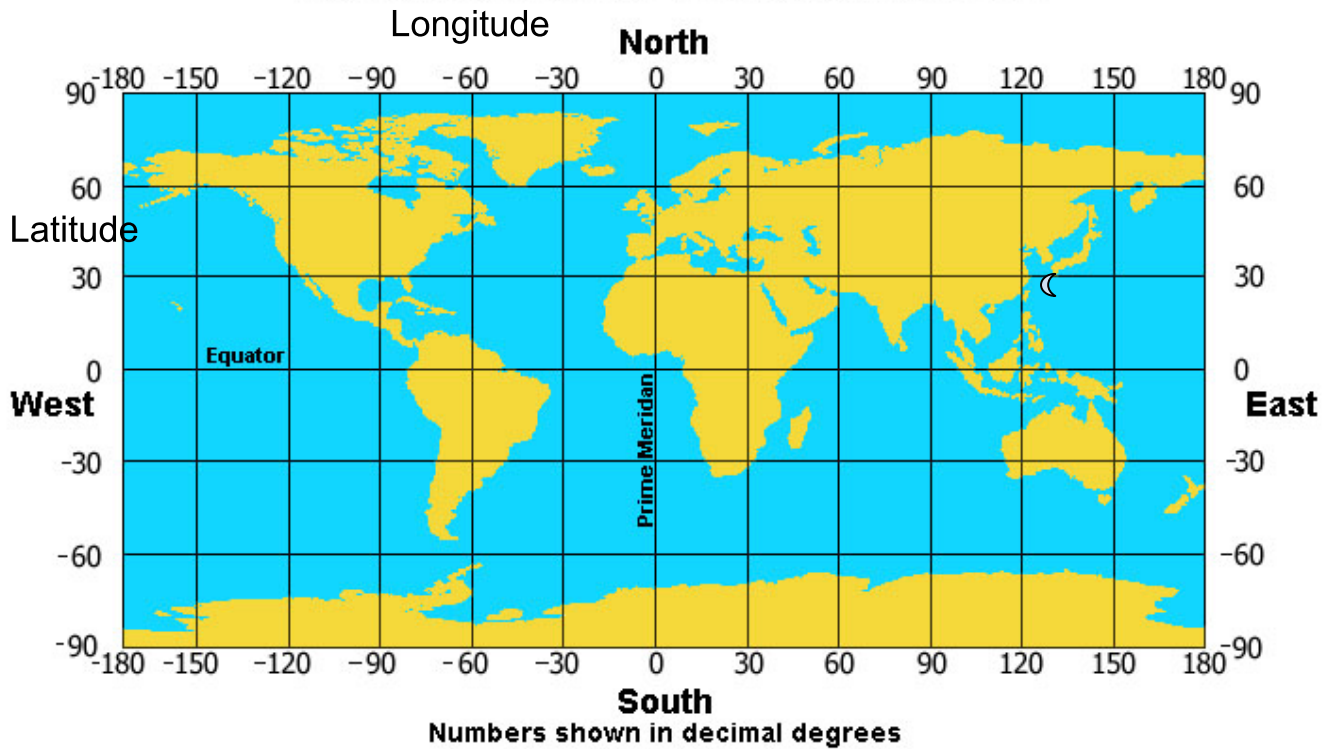 Longitude
North
-180 -150 -120 -90 -60 -30 0 30 60 90 120 150 180
90 90
60 60
Latitude
30 30
Equator
0 0
West East
Prime Meridan
-30 -30
-60 -60
-90 -90
-180 -150 -120 -90 -60 -30 0 30 60 90 120 150 180
South
Numbers shown in decimal degrees